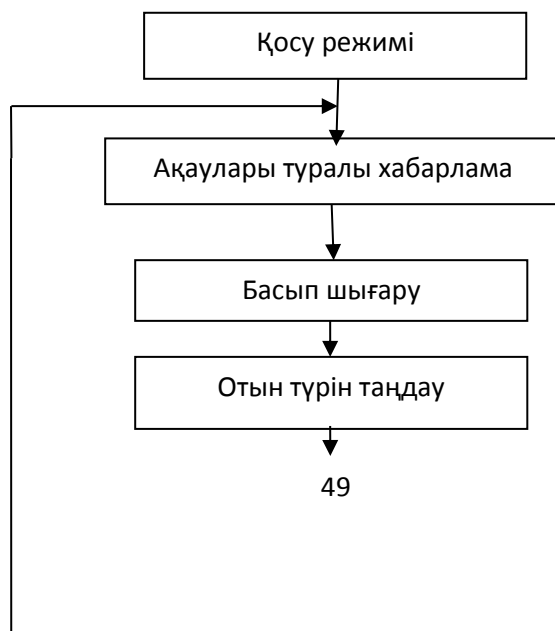 Қосу режимі
Ақаулары туралы хабарлама
Басып шығару
Отын түрін таңдау
49